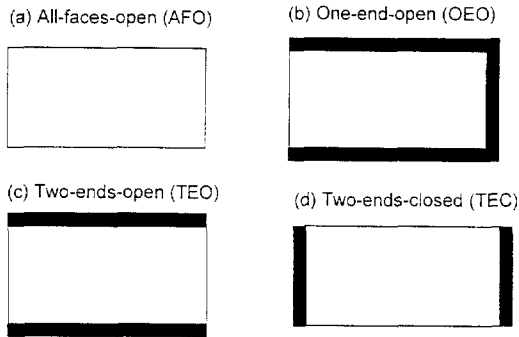 (a) All-faces-open (AFO)
(b) One-end-open (OEO)
(c) Two-ends-open (TEO)
(d) Two-ends-closed (TEC)